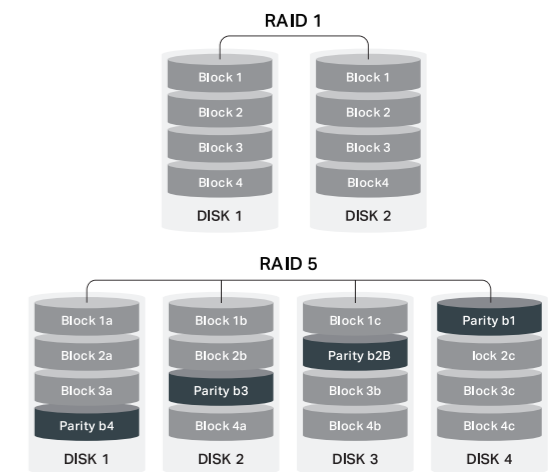 RAID 1
Block 1
Block 1
Block 2
Block 2
Block 3
Block 3
Block 4
Block4
DISK 1
DISK 2
RAID 5
Block 1a
Block 1b
Block 1c
Parity b1
Block 2a
Block 2b
Parity b2B
lock 2c
Block 3a
Parity b3
Block 3b
Block 3c
Parity b4
Block 4a
Block 4b
Block 4c
DISK 1
DISK 2
DISK 3
DISK 4